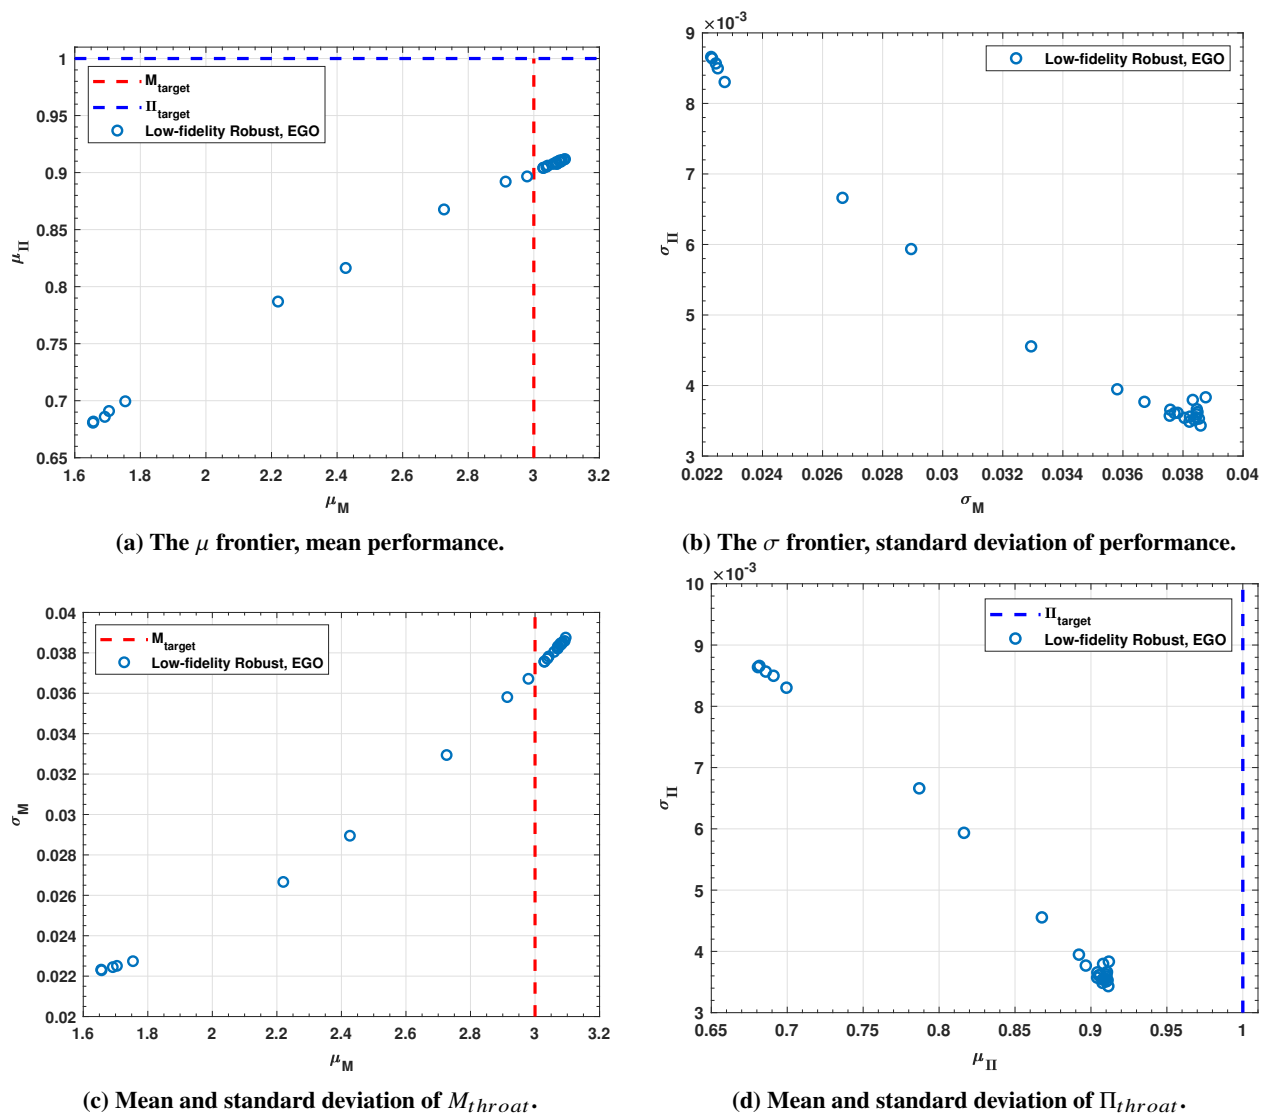 1
0.95
0.9
0.85
0.8
0.75
0.7
0.65
μ_II
M_target
Π_target
Low-fidelity Robust, EGO
1.6 1.8 2 2.2 2.4 2.6 2.8 3 3.2
μ_M
(a) The μ frontier, mean performance.
×10⁻³
9
8
7
6
5
4
3
σ_II
Low-fidelity Robust, EGO
0.022 0.024 0.026 0.028 0.03 0.032 0.034 0.036 0.038 0.04
σ_M
(b) The σ frontier, standard deviation of performance.
0.04
0.038
0.036
0.034
0.032
0.03
0.028
0.026
0.024
0.022
0.02
σ_M
M_target
Low-fidelity Robust, EGO
1.6 1.8 2 2.2 2.4 2.6 2.8 3 3.2
μ_M
(c) Mean and standard deviation of M_throat.
×10⁻³
10
9
8
7
6
5
4
3
σ_II
Π_target
Low-fidelity Robust, EGO
0.65 0.7 0.75 0.8 0.85 0.9 0.95 1
μ_II
(d) Mean and standard deviation of Π_throat.